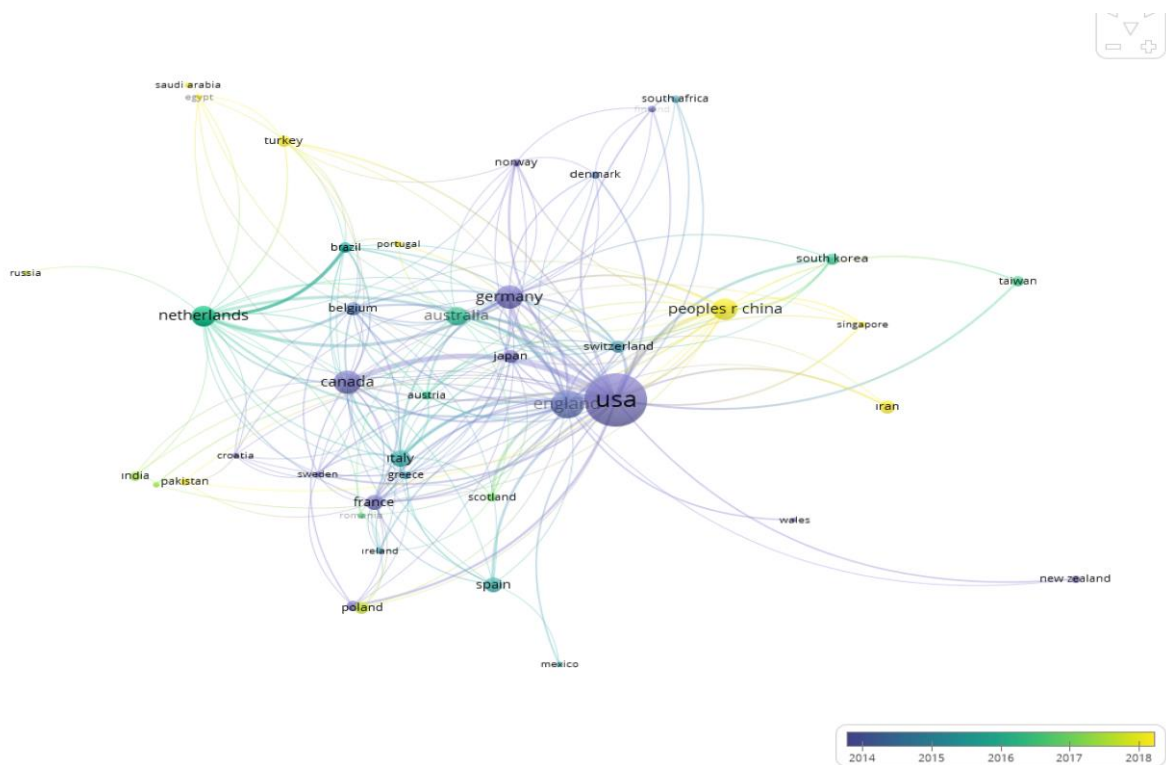 saudi arabia
egypt
south africa
finland
turkey
norway
denmark
brazil
portugal
south korea
russia
taiwan
germany
netherlands
belgium
australia
peoples r china
singapore
switzerland
japan
canada
austria
england
usa
iran
croatia
italy
india
pakistan
sweden
greece
scotland
france
romania
wales
ireland
new zealand
spain
poland
mexico
2014 2015 2016 2017 2018